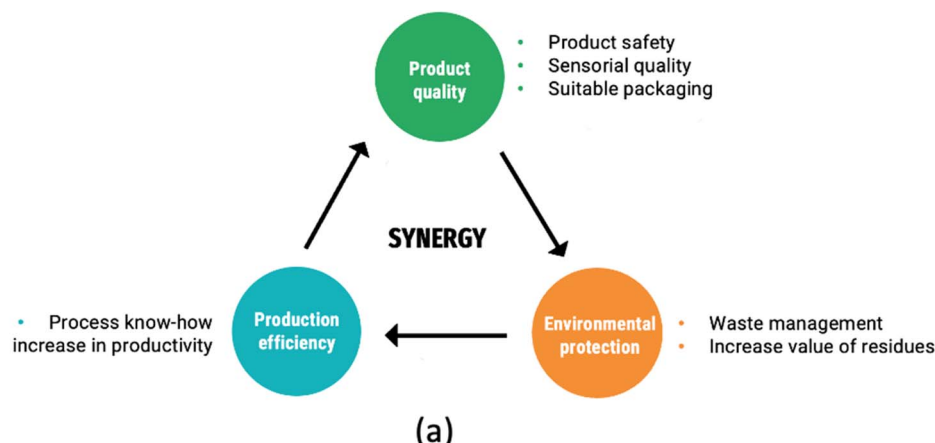 Product
quality
• Product safety
• Sensorial quality
• Suitable packaging
SYNERGY
• Process know-how
increase in productivity
Production
efficiency
Environmental
protection
• Waste management
• Increase value of residues
(a)